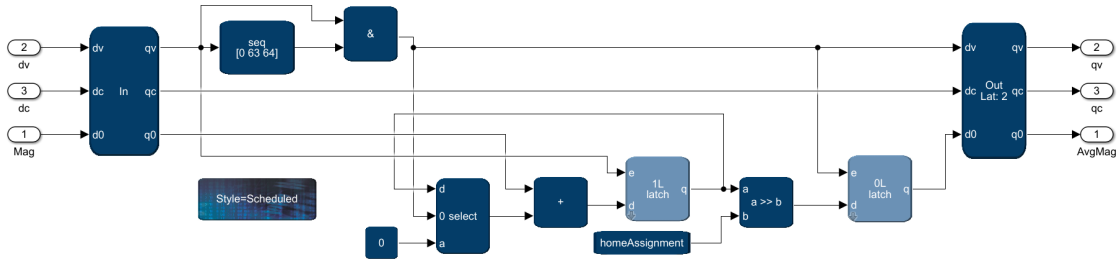 2
dv
3
dc
1
Mag
dv
dc
d0
In
qv
qc
q0
seq
[0 63 64]
&
Style=Scheduled
0
d
0 select
a
+
e
d
1L
latch
q
homeAssignment
a
b
a >> b
e
d
0L
latch
q
dv
dc
d0
Out
Lat: 2
qv
qc
q0
2
qv
3
qc
1
AvgMag